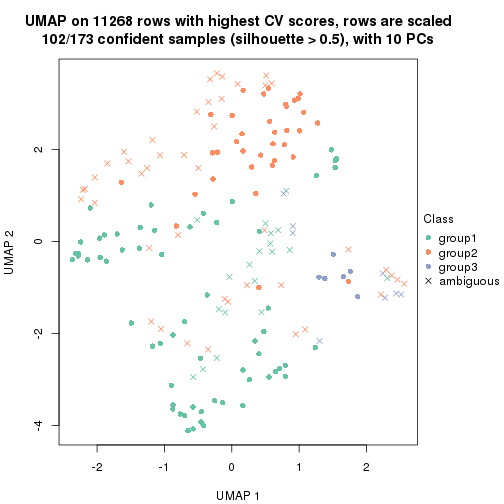 UMAP on 11268 rows with highest CV scores, rows are scaled
102/173 confident samples (silhouette > 0.5), with 10 PCs
UMAP 2
2
0
-2
-4
-2
-1
0
1
2
UMAP 1
Class
group1
group2
group3
ambiguous